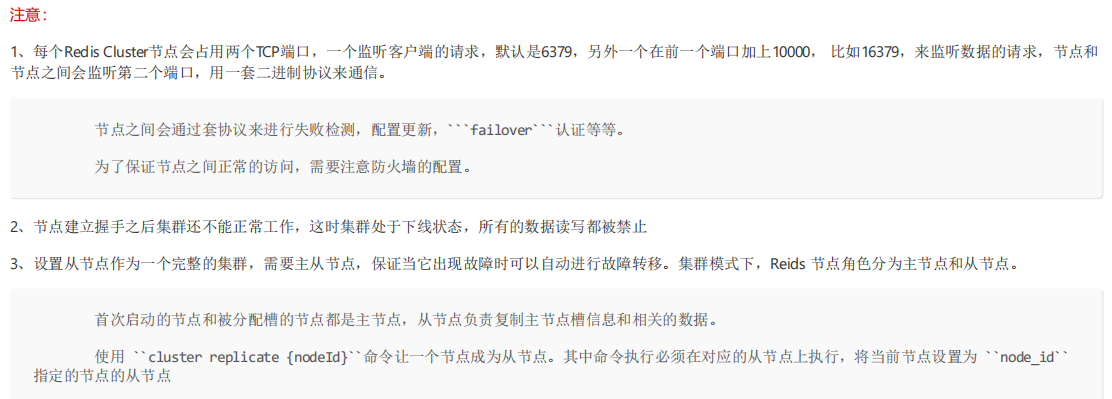 注意：
1、每个Redis Cluster节点会占用两个TCP端口，一个监听客户端的请求，默认是6379，另外一个在前一个端口加上10000， 比如16379，来监听数据的请求，节点和
节点之间会监听第二个端口，用一套二进制协议来通信。
节点之间会通过套协议来进行失败检测，配置更新，```failover```认证等等。
为了保证节点之间正常的访问，需要注意防火墙的配置。
2、节点建立握手之后集群还不能正常工作，这时集群处于下线状态，所有的数据读写都被禁止
3、设置从节点作为一个完整的集群，需要主从节点，保证当它出现故障时可以自动进行故障转移。集群模式下，Reids 节点角色分为主节点和从节点。
首次启动的节点和被分配槽的节点都是主节点，从节点负责复制主节点槽信息和相关的数据。
使用 ``cluster replicate {nodeId}``命令让一个节点成为从节点。其中命令执行必须在对应的从节点上执行，将当前节点设置为 ``node_id``
指定的节点的从节点